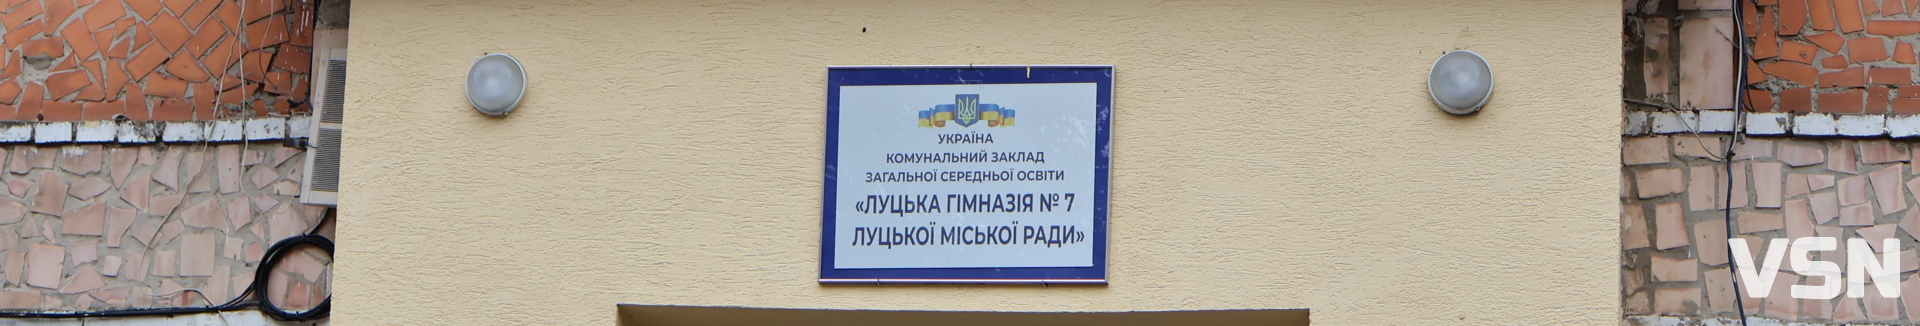 УКРАЇНА
КОМУНАЛЬНИЙ ЗАКЛАД
ЗАГАЛЬНОЇ СЕРЕДНЬОЇ ОСВІТИ
«ЛУЦЬКА ГІМНАЗІЯ № 7
ЛУЦЬКОЇ МІСЬКОЇ РАДИ»
VSN